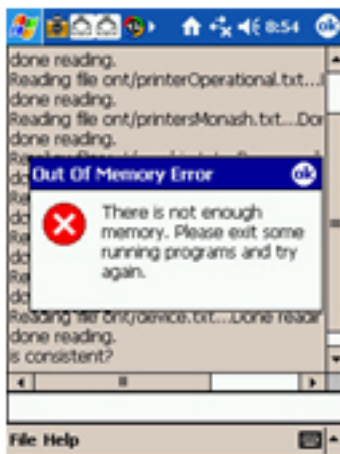 8:54 ok
done reading.
Reading file ont/printerOperational.txt...
done reading.
Reading file ont/printersMonash.txt...Dor
done reading.
Out Of Memory Error ok
There is not enough
memory. Please exit some
running programs and try
again.
Reading file ont/device.txt...Done readir
done reading.
is consistent?
File Help